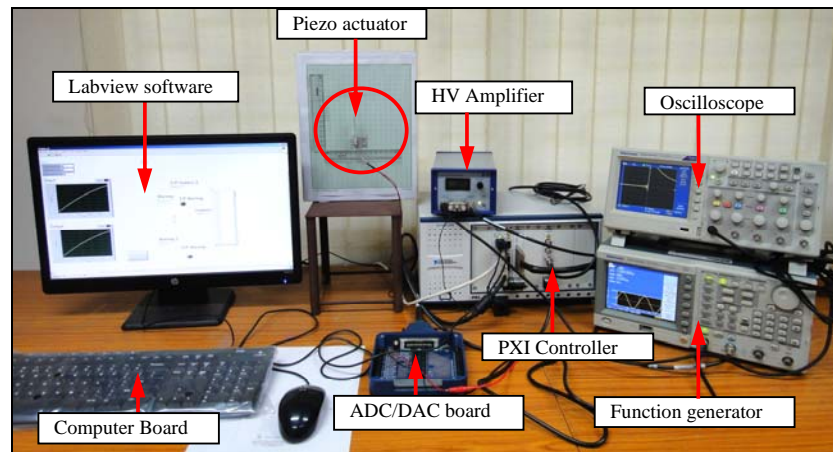 Piezo actuator
Labview software
HV Amplifier
Oscilloscope
PXI Controller
ADC/DAC board
Function generator
Computer Board